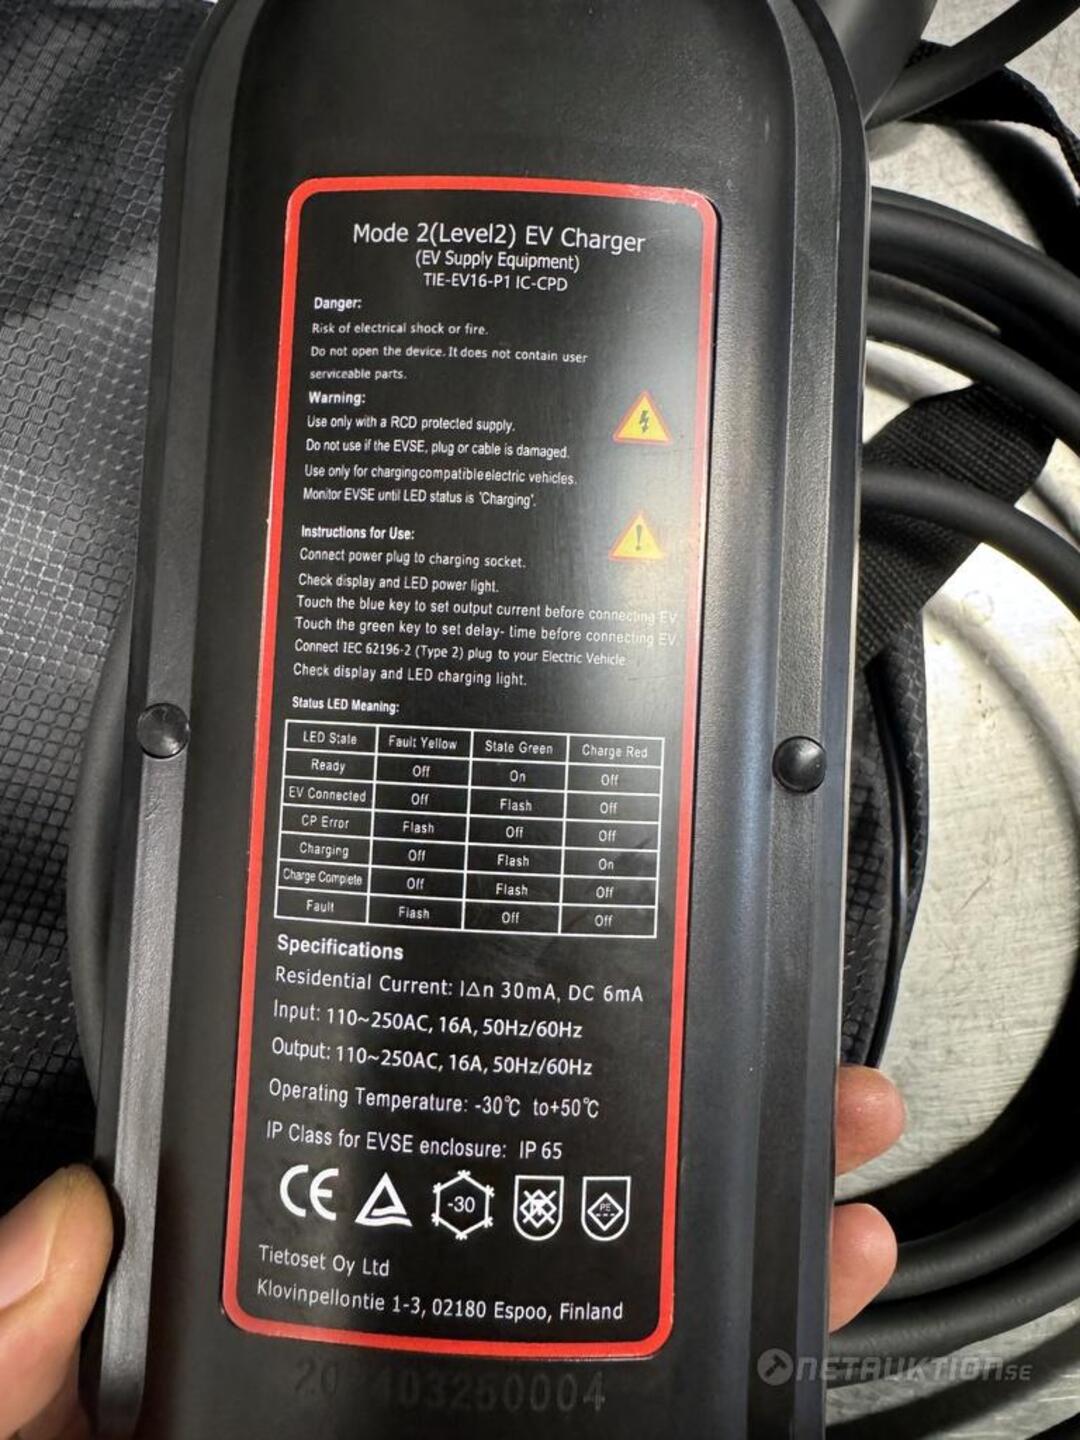 Mode 2(Level2) EV Charger
(EV Supply Equipment)
TIE-EV16-P1 IC-CPD
Danger:
Risk of electrical shock or fire.
Do not open the device. It does not contain user
serviceable parts.
Warning:
Use only with a RCD protected supply.
Do not use if the EVSE, plug or cable is damaged.
Use only for charging compatible electric vehicles.
Monitor EVSE until LED status is 'Charging'.
Instructions for Use:
Connect power plug to charging socket.
Check display and LED power light.
Touch the blue key to set output current before connecting EV
Touch the green key to set delay- time before connecting EV.
Connect IEC 62196-2 (Type 2) plug to your Electric Vehicle
Check display and LED charging light.
Status LED Meaning:
LED State Fault Yellow State Green Charge Red
Ready Off On Off
EV Connected Off Flash Off
CP Error Flash Off Off
Charging Off Flash On
Charge Complete Off Flash Off
Fault Flash Off Off
Specifications
Residential Current: I△n 30mA, DC 6mA
Input: 110~250AC, 16A, 50Hz/60Hz
Output: 110~250AC, 16A, 50Hz/60Hz
Operating Temperature: -30℃ to+50℃
IP Class for EVSE enclosure: IP 65
CE -30 PE
Tietoset Oy Ltd
Klovinpellontie 1-3, 02180 Espoo, Finland
NETAUKTION.SE